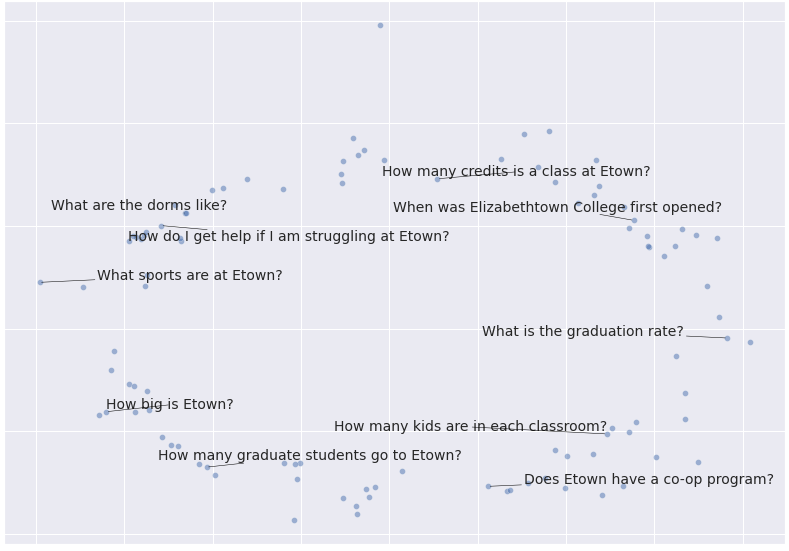 How many credits is a class at Etown?
What are the dorms like?
When was Elizabethtown College first opened?
How do I get help if I am struggling at Etown?
What sports are at Etown?
What is the graduation rate?
How big is Etown?
How many kids are in each classroom?
How many graduate students go to Etown?
Does Etown have a co-op program?